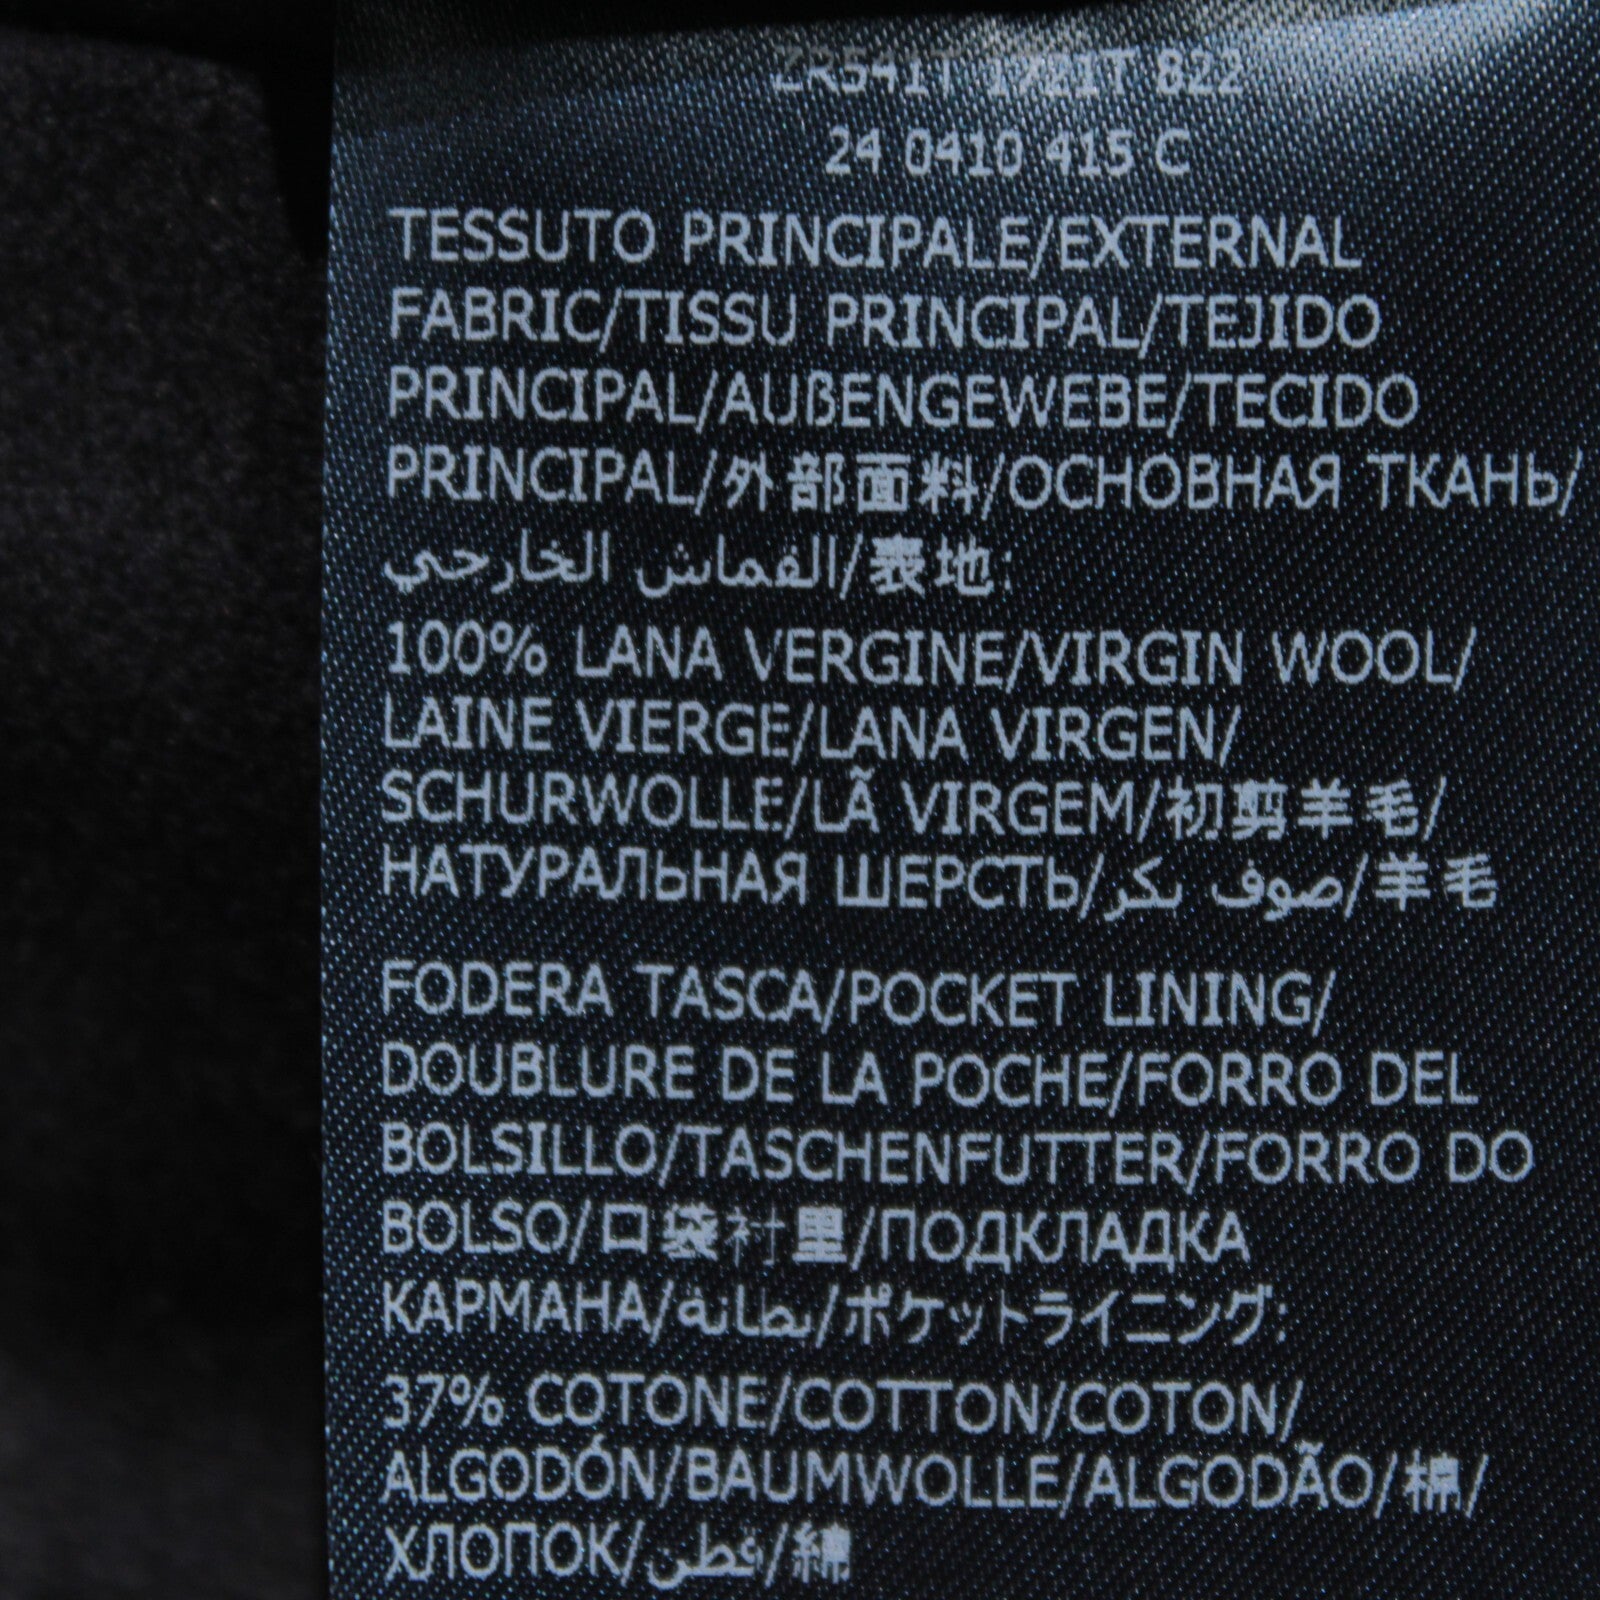 ZR541T 1721T 822
24 0410 415 C
TESSUTO PRINCIPALE/EXTERNAL
FABRIC/TISSU PRINCIPAL/TEJIDO
PRINCIPAL/AUßENGEWEBE/TECIDO
PRINCIPAL/外部面料/ОСНОВНАЯ ТКАНЬ/
القماش الخارجي/表地:
100% LANA VERGINE/VIRGIN WOOL/
LAINE VIERGE/LANA VIRGEN/
SCHURWOLLE/LÃ VIRGEM/初剪羊毛/
НАТУРАЛЬНАЯ ШЕРСТЬ/صوف بكر/羊毛
FODERA TASCA/POCKET LINING/
DOUBLURE DE LA POCHE/FORRO DEL
BOLSILLO/TASCHENFUTTER/FORRO DO
BOLSO/口袋衬里/ПОДКЛАДКА
КАРМАНА/بطانة/ポケットライニング:
37% COTONE/COTTON/COTON/
ALGODÓN/BAUMWOLLE/ALGODÃO/棉/
ХЛОПОК/قطن/綿